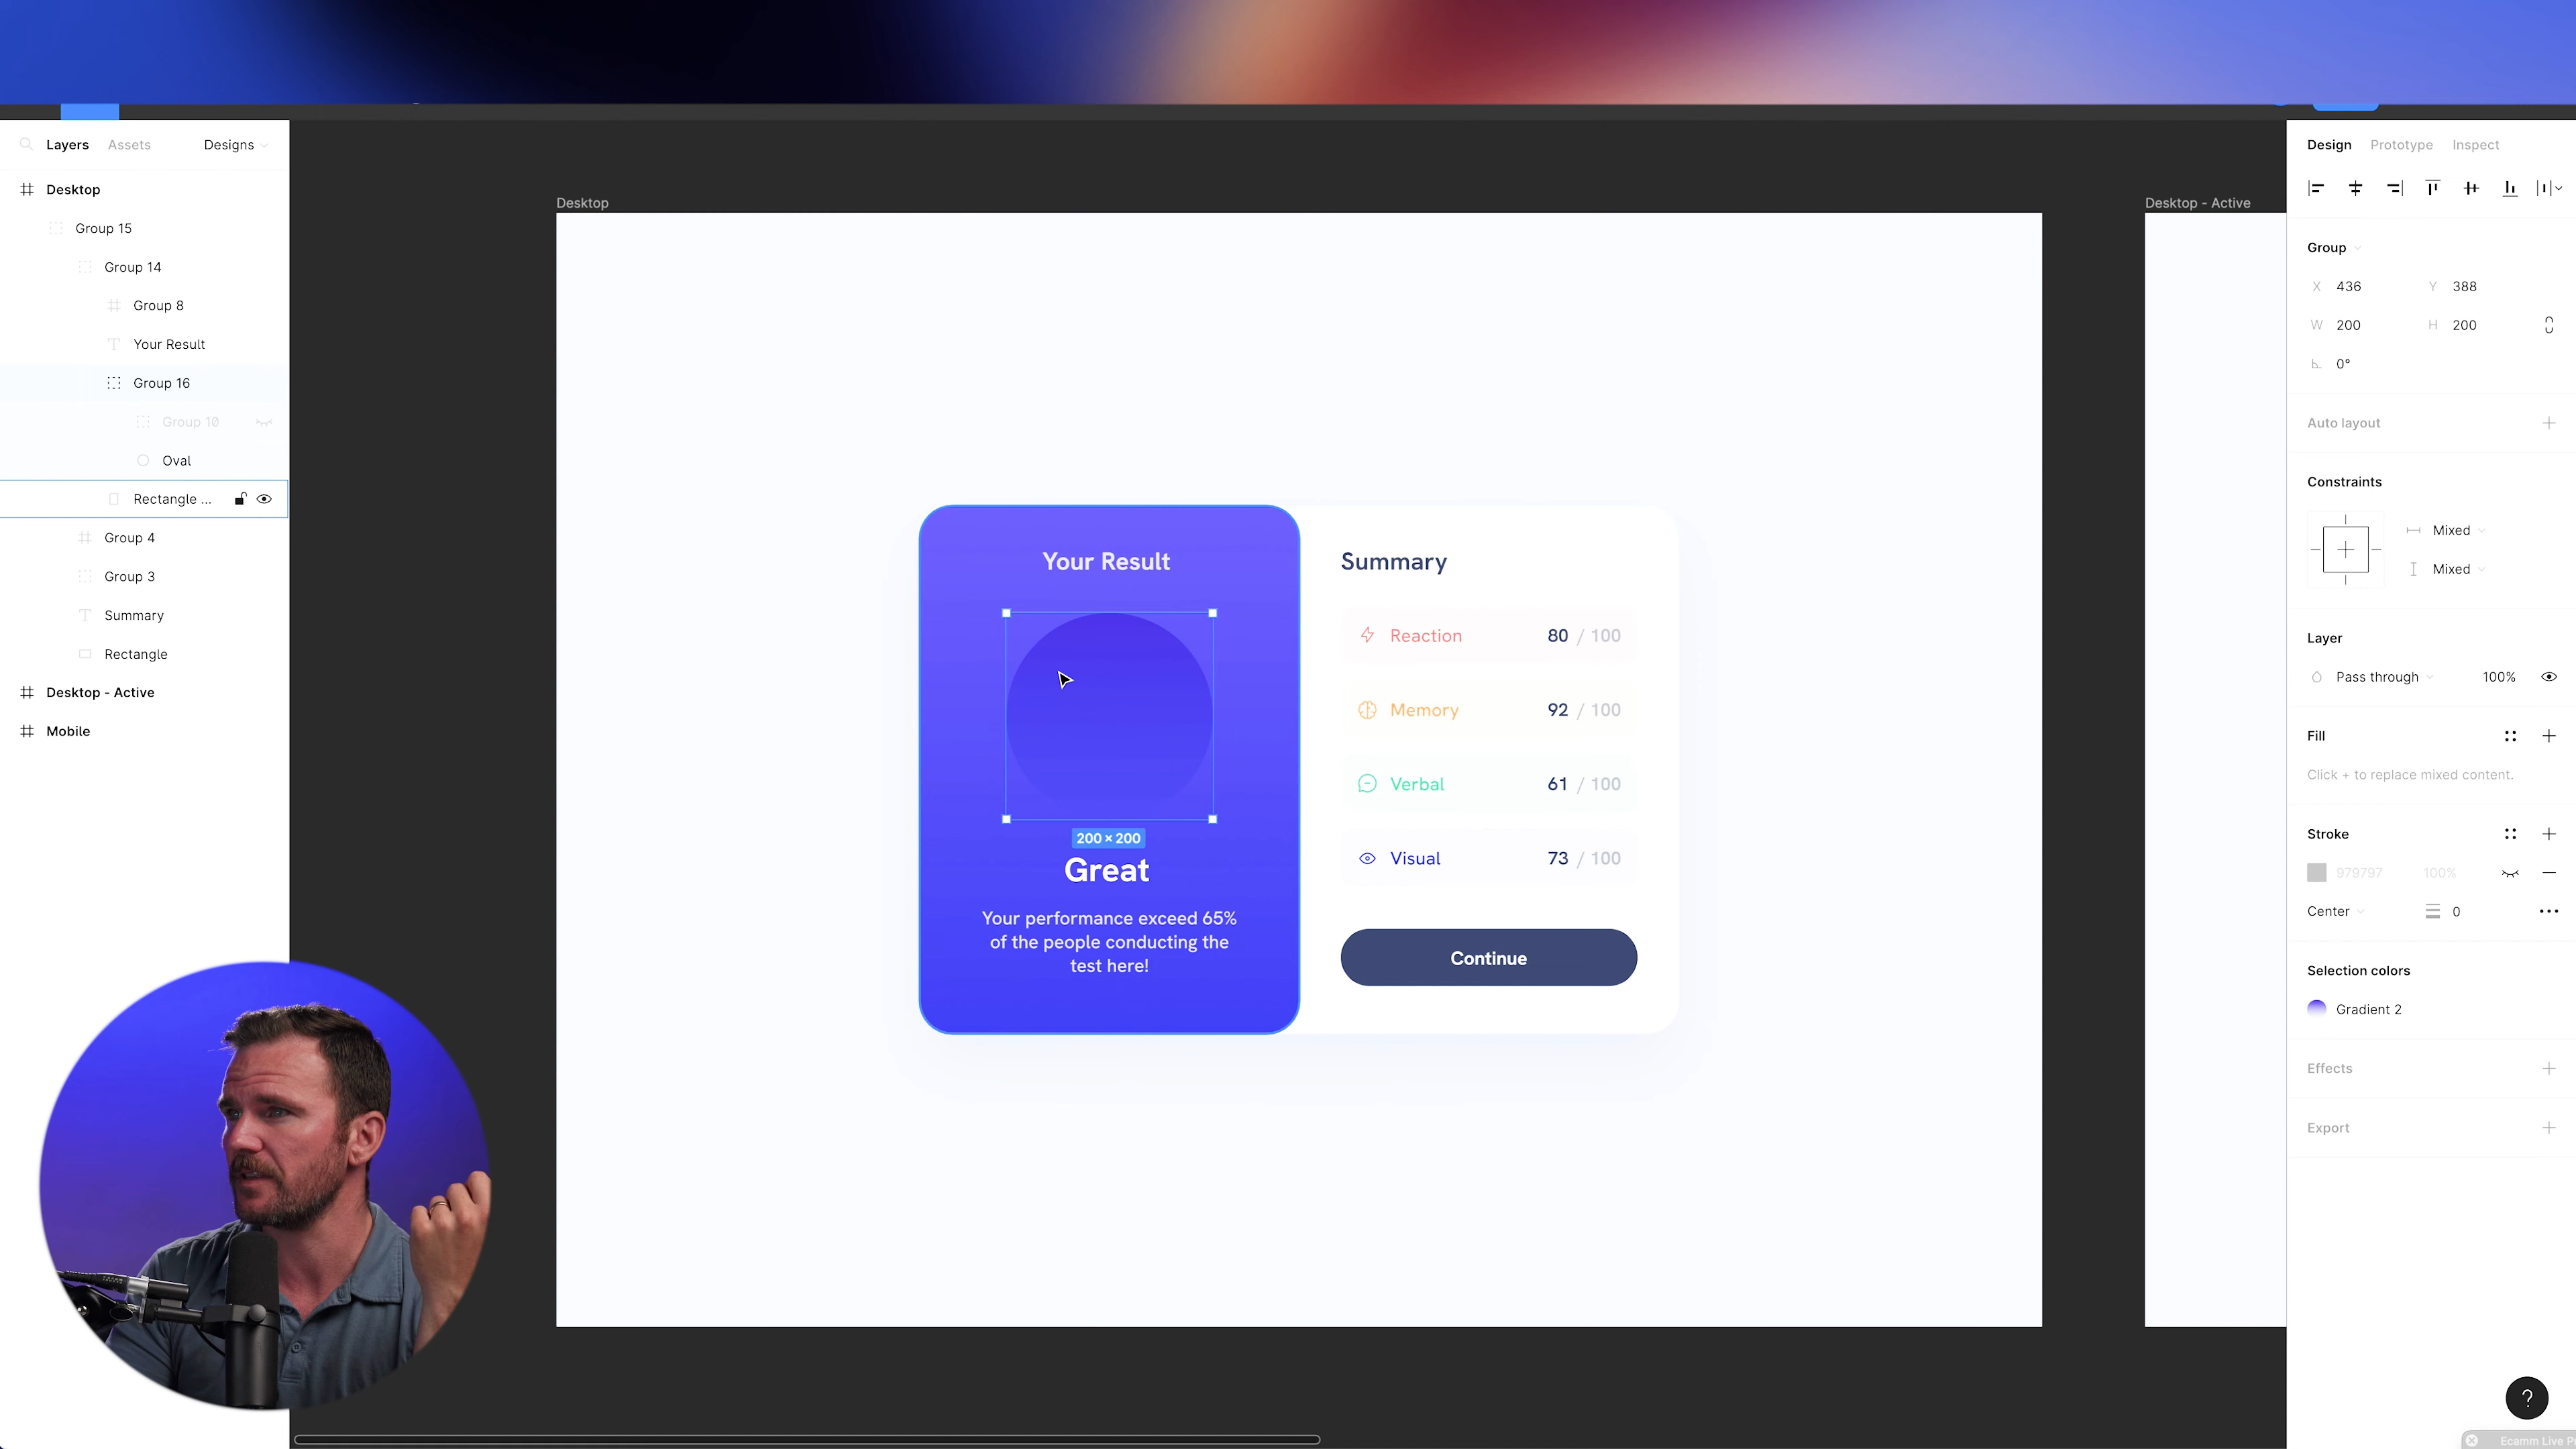 Layers Assets Designs
Desktop
Group 15
Group 14
Group 8
Your Result
Group 16
Group 10
Oval
Rectangle ...
Group 4
Group 3
Summary
Rectangle
Desktop - Active
Mobile
Desktop
Your Result
200 × 200
Great
Your performance exceed 65%
of the people conducting the
test here!
Summary
Reaction 80 / 100
Memory 92 / 100
Verbal 61 / 100
Visual 73 / 100
Continue
Desktop - Active
Design Prototype Inspect
Group
X 436 Y 388
W 200 H 200
0°
Auto layout
Constraints
Mixed
Mixed
Layer
Pass through 100%
Fill
Click + to replace mixed content.
Stroke
979797 100%
Center 0
Selection colors
Gradient 2
Effects
Export
?
Ecamm Live P